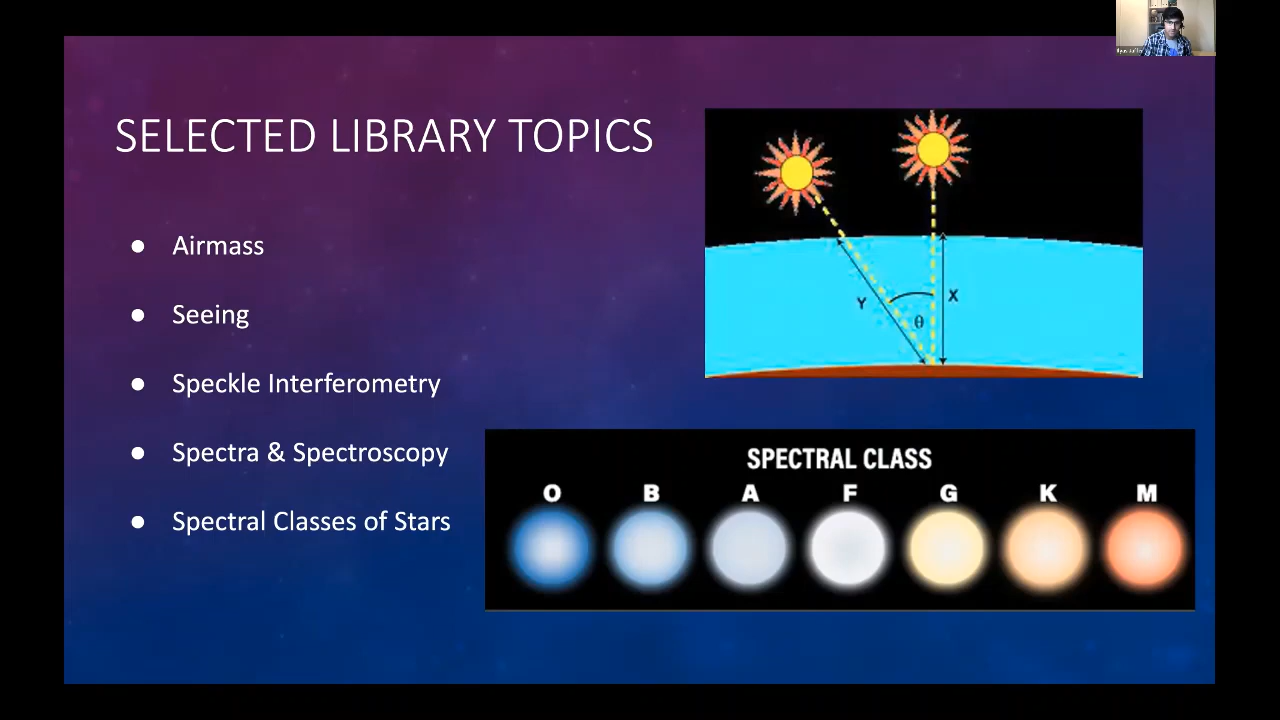 SELECTED LIBRARY TOPICS
● Airmass
● Seeing
● Speckle Interferometry
● Spectra & Spectroscopy
● Spectral Classes of Stars
Y θ X
SPECTRAL CLASS
O B A F G K M